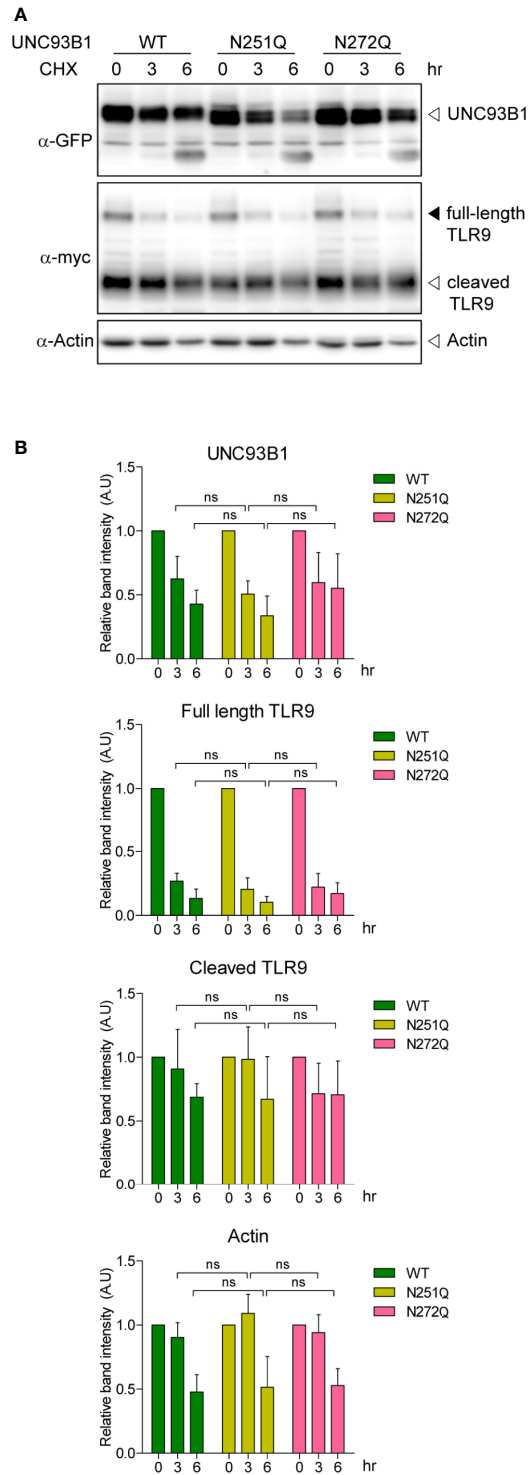 A
UNC93B1 WT N251Q N272Q
CHX 0 3 6 0 3 6 0 3 6 hr
α-GFP
UNC93B1
α-myc
full-length
TLR9
cleaved
TLR9
α-Actin
Actin
B
UNC93B1
Relative band intensity (A.U)
1.5
1.0
0.5
0.0
ns ns
ns ns
0 3 6 0 3 6 0 3 6 hr
WT
N251Q
N272Q
Full length TLR9
Relative band intensity (A.U)
1.5
1.0
0.5
0.0
ns ns
ns ns
0 3 6 0 3 6 0 3 6 hr
WT
N251Q
N272Q
Cleaved TLR9
Relative band intensity (A.U)
1.5
1.0
0.5
0.0
ns ns
ns ns
0 3 6 0 3 6 0 3 6 hr
WT
N251Q
N272Q
Actin
Relative band intensity (A.U)
1.5
1.0
0.5
0.0
ns ns
ns ns
0 3 6 0 3 6 0 3 6 hr
WT
N251Q
N272Q